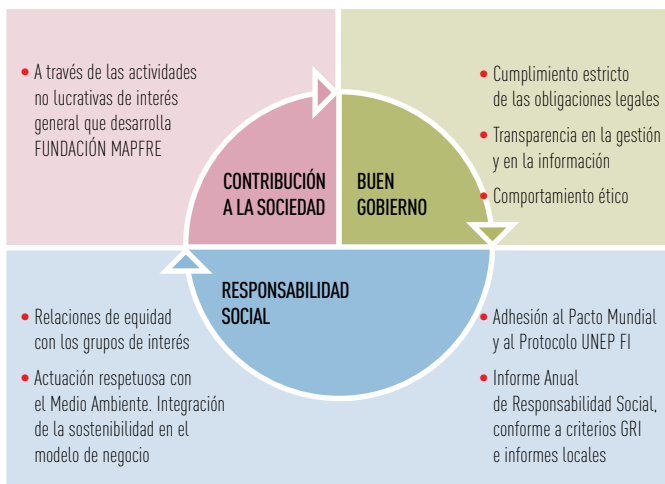 • A través de las actividades
no lucrativas de interés
general que desarrolla
FUNDACIÓN MAPFRE
• Cumplimiento estricto
de las obligaciones legales
• Transparencia en la gestión
y en la información
• Comportamiento ético
CONTRIBUCIÓN
A LA SOCIEDAD
BUEN
GOBIERNO
RESPONSABILIDAD
SOCIAL
• Relaciones de equidad
con los grupos de interés
• Actuación respetuosa con
el Medio Ambiente. Integración
de la sostenibilidad en el
modelo de negocio
• Adhesión al Pacto Mundial
y al Protocolo UNEP FI
• Informe Anual
de Responsabilidad Social,
conforme a criterios GRI
e informes locales